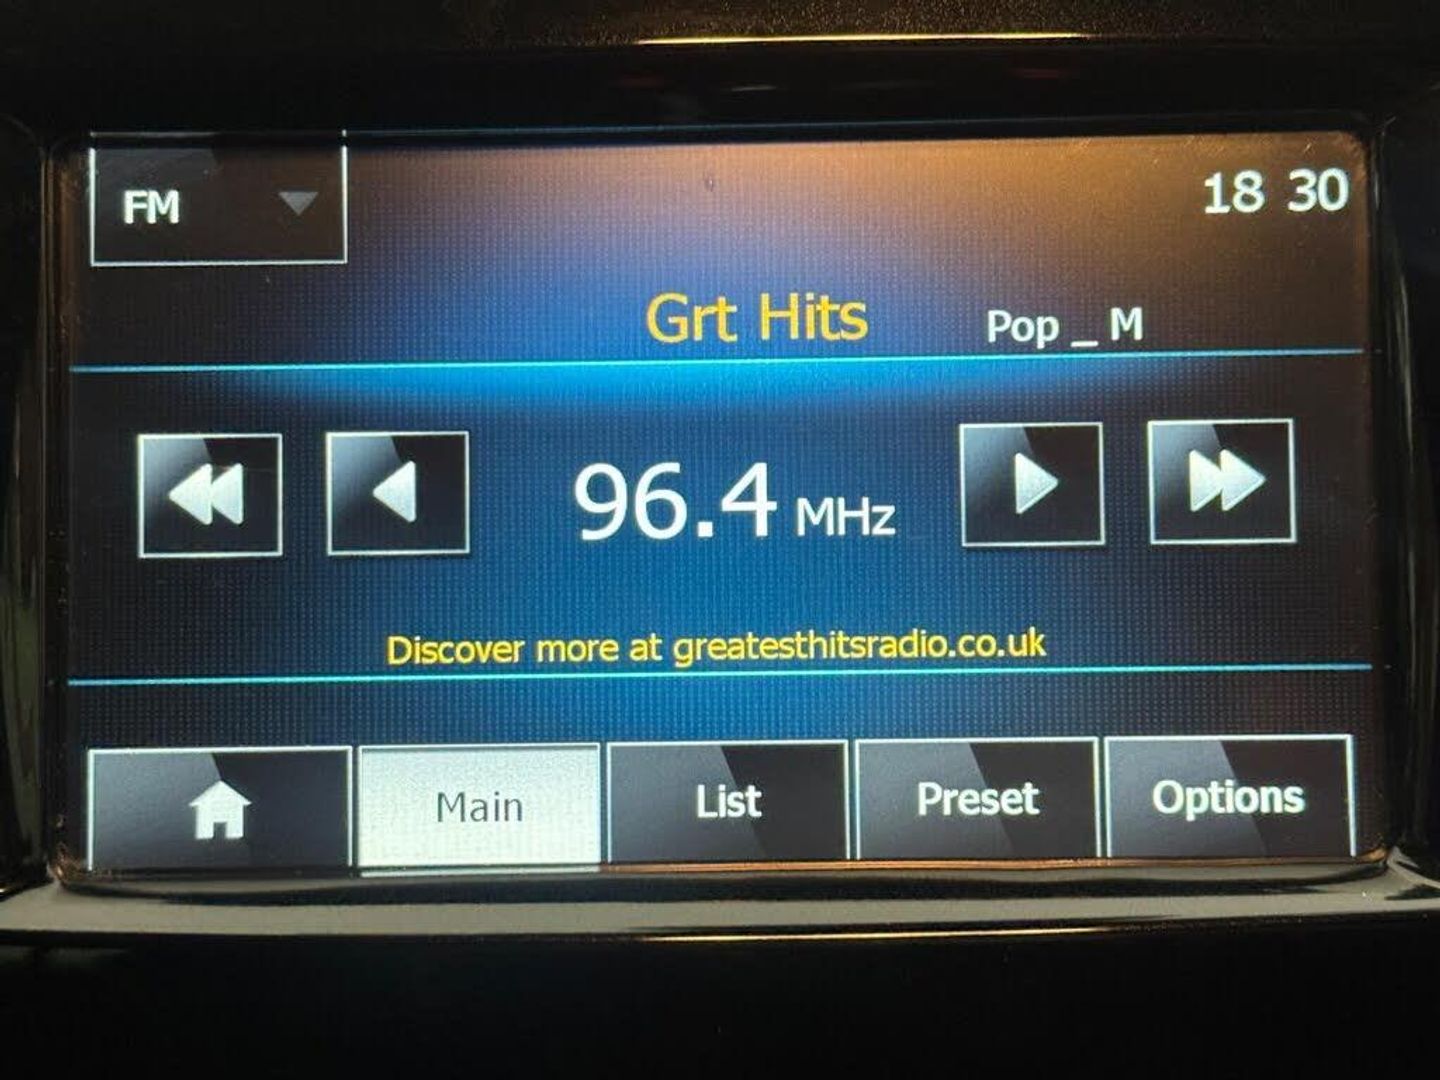 FM
18 30
Grt Hits
Pop _ M
96.4 MHz
Discover more at greatesthitsradio.co.uk
Main
List
Preset
Options